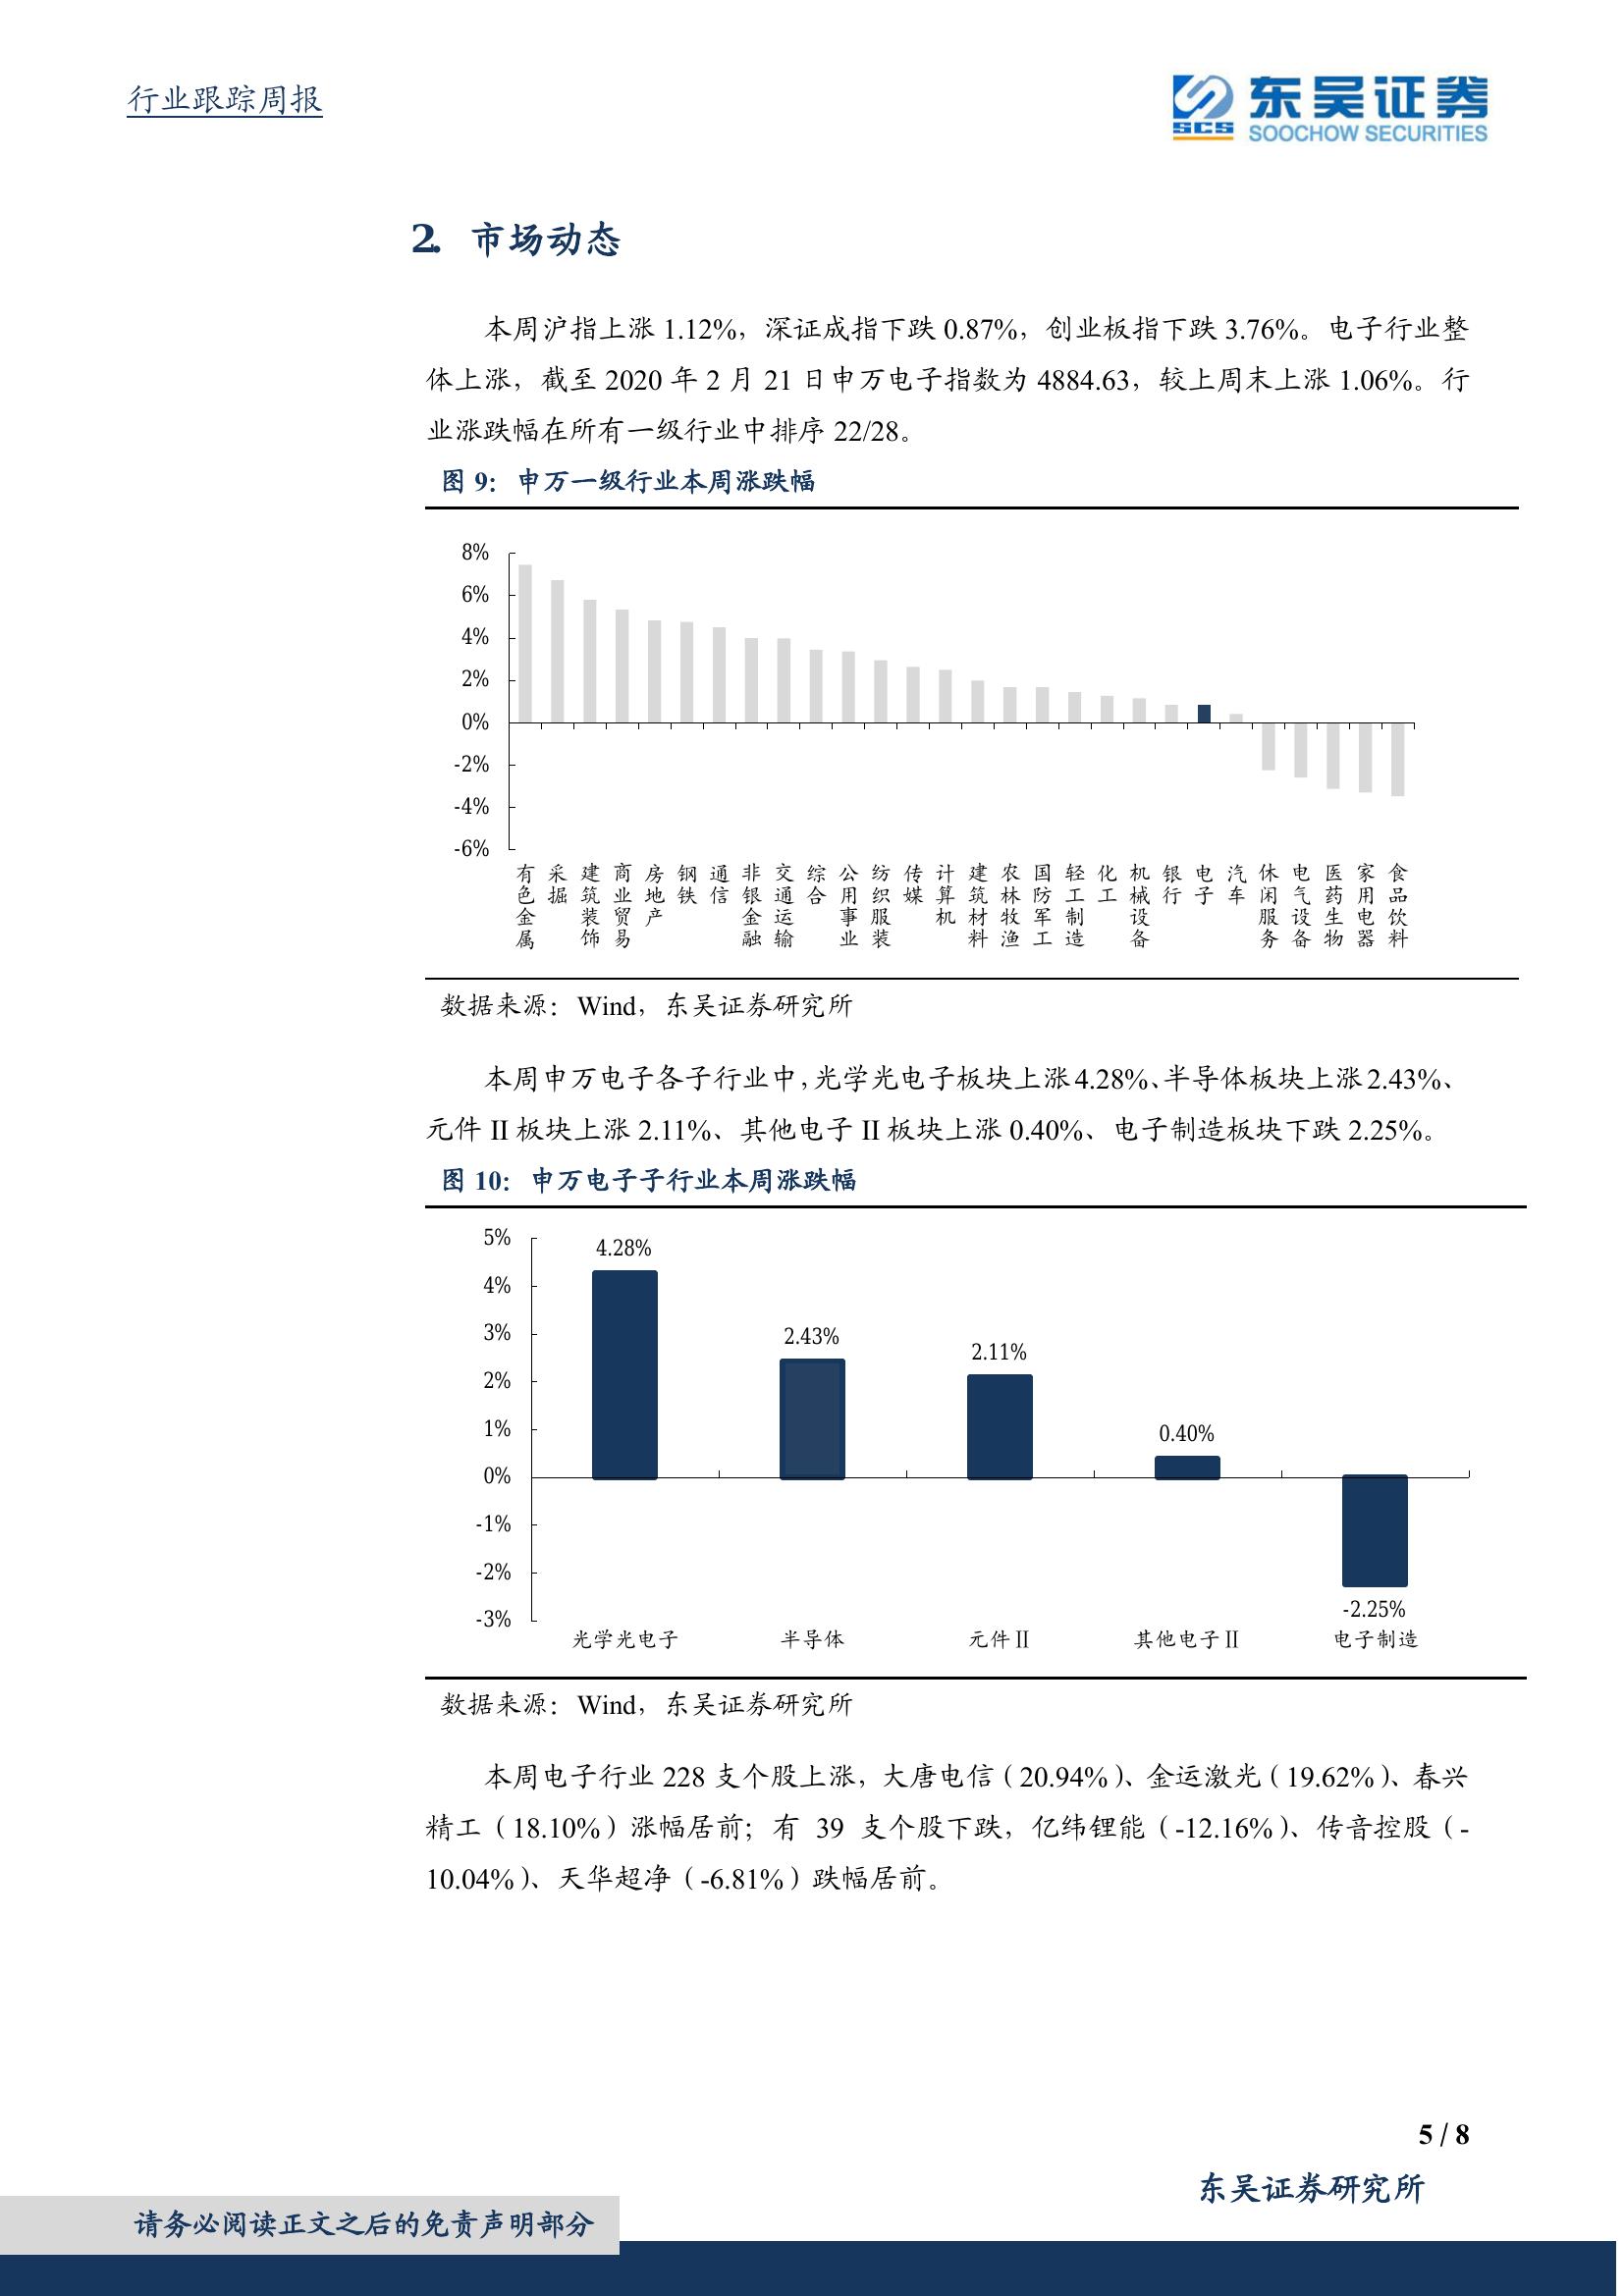 行业跟踪周报
SCS
东吴证券
SOOCHOW SECURITIES
2. 市场动态
本周沪指上涨 1.12%，深证成指下跌 0.87%，创业板指下跌 3.76%。电子行业整
体上涨，截至 2020 年 2 月 21 日申万电子指数为 4884.63，较上周末上涨 1.06%。行
业涨跌幅在所有一级行业中排序 22/28。
图 9：申万一级行业本周涨跌幅
8%
6%
4%
2%
0%
-2%
-4%
-6%
有色金属
采掘
建筑装饰
商业贸易
房地产
钢铁
通信
非银金融
交通运输
综合
公用事业
纺织服装
传媒
计算机
建筑材料
农林牧渔
国防军工
轻工制造
化工
机械设备
银行
电子
汽车
休闲服务
电气设备
医药生物
家用电器
食品饮料
数据来源：Wind，东吴证券研究所
本周申万电子各子行业中，光学光电子板块上涨 4.28%、半导体板块上涨 2.43%、
元件 II 板块上涨 2.11%、其他电子 II 板块上涨 0.40%、电子制造板块下跌 2.25%。
图 10：申万电子子行业本周涨跌幅
5%
4%
3%
2%
1%
0%
-1%
-2%
-3%
4.28%
2.43%
2.11%
0.40%
-2.25%
光学光电子
半导体
元件Ⅱ
其他电子Ⅱ
电子制造
数据来源：Wind，东吴证券研究所
本周电子行业 228 支个股上涨，大唐电信（20.94%）、金运激光（19.62%）、春兴
精工（18.10%）涨幅居前；有 39 支个股下跌，亿纬锂能（-12.16%）、传音控股（-
10.04%）、天华超净（-6.81%）跌幅居前。
5 / 8
东吴证券研究所
请务必阅读正文之后的免责声明部分